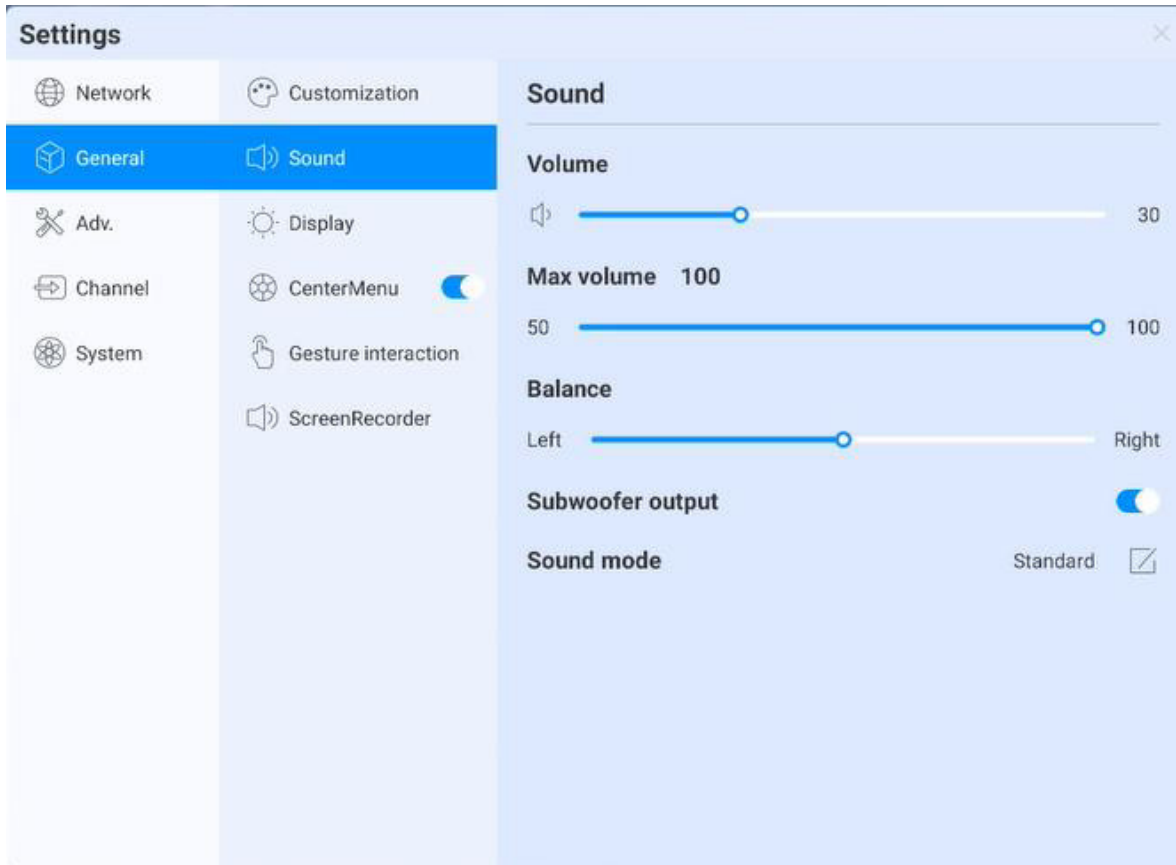 Settings
Network
General
Adv.
Channel
System
Customization
Sound
Display
CenterMenu
Gesture interaction
ScreenRecorder
Sound
Volume
30
Max volume 100
50 100
Balance
Left Right
Subwoofer output
Sound mode Standard